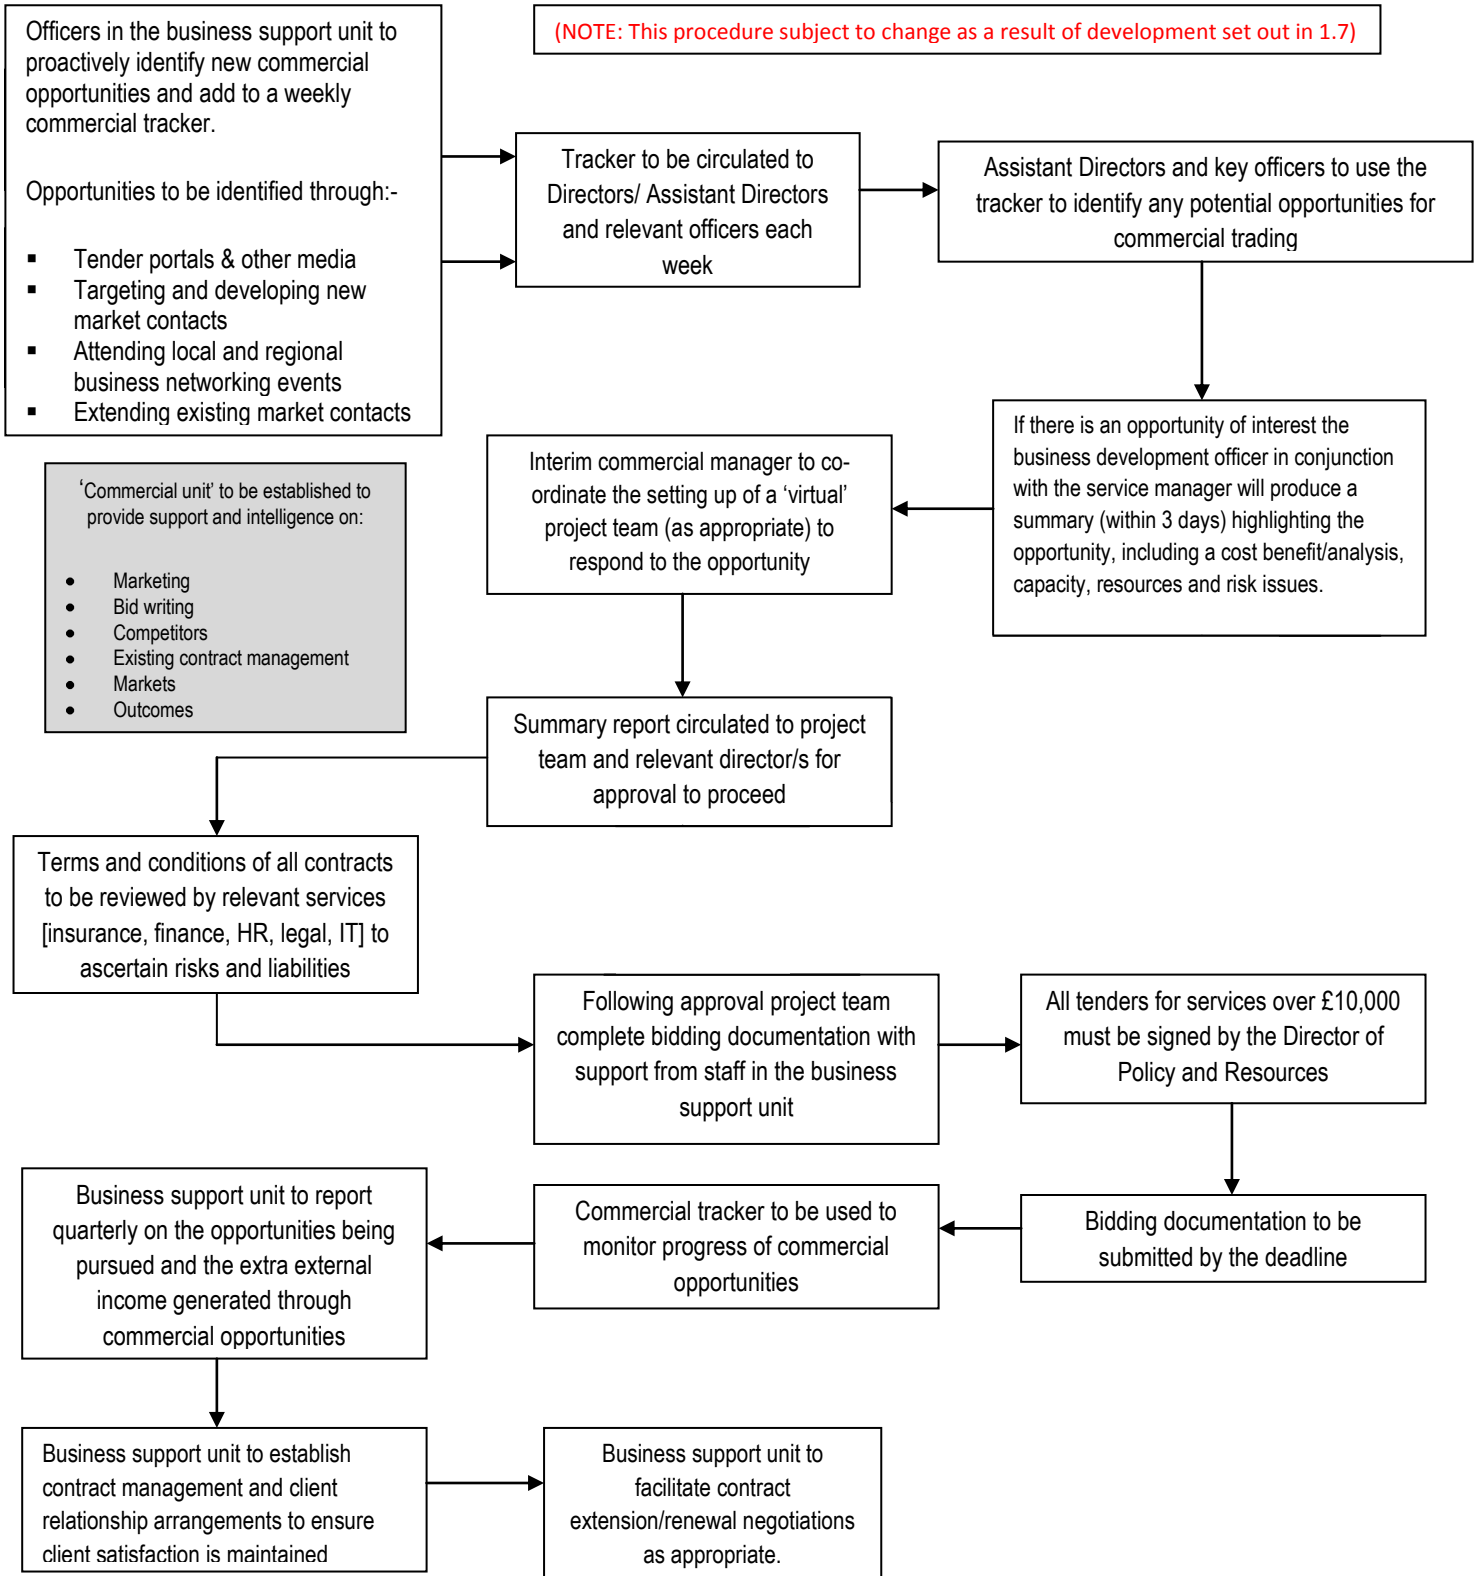 Officers in the business support unit to
proactively identify new commercial
opportunities and add to a weekly
commercial tracker.
Opportunities to be identified through:-
▪ Tender portals & other media
▪ Targeting and developing new
market contacts
▪ Attending local and regional
business networking events
▪ Extending existing market contacts
(NOTE: This procedure subject to change as a result of development set out in 1.7)
Tracker to be circulated to
Directors/ Assistant Directors
and relevant officers each
week
Assistant Directors and key officers to use the
tracker to identify any potential opportunities for
commercial trading
If there is an opportunity of interest the
business development officer in conjunction
with the service manager will produce a
summary (within 3 days) highlighting the
opportunity, including a cost benefit/analysis,
capacity, resources and risk issues.
Interim commercial manager to co-
ordinate the setting up of a ‘virtual’
project team (as appropriate) to
respond to the opportunity
‘Commercial unit’ to be established to
provide support and intelligence on:
• Marketing
• Bid writing
• Competitors
• Existing contract management
• Markets
• Outcomes
Summary report circulated to project
team and relevant director/s for
approval to proceed
Terms and conditions of all contracts
to be reviewed by relevant services
[insurance, finance, HR, legal, IT] to
ascertain risks and liabilities
Following approval project team
complete bidding documentation with
support from staff in the business
support unit
All tenders for services over £10,000
must be signed by the Director of
Policy and Resources
Bidding documentation to be
submitted by the deadline
Commercial tracker to be used to
monitor progress of commercial
opportunities
Business support unit to report
quarterly on the opportunities being
pursued and the extra external
income generated through
commercial opportunities
Business support unit to establish
contract management and client
relationship arrangements to ensure
client satisfaction is maintained
Business support unit to
facilitate contract
extension/renewal negotiations
as appropriate.